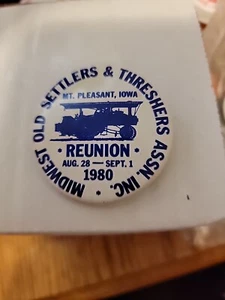 MIDWEST OLD SETTLERS & THRESHERS ASSN. INC.
MT. PLEASANT, IOWA
• REUNION •
AUG. 28 — SEPT. 1
1980